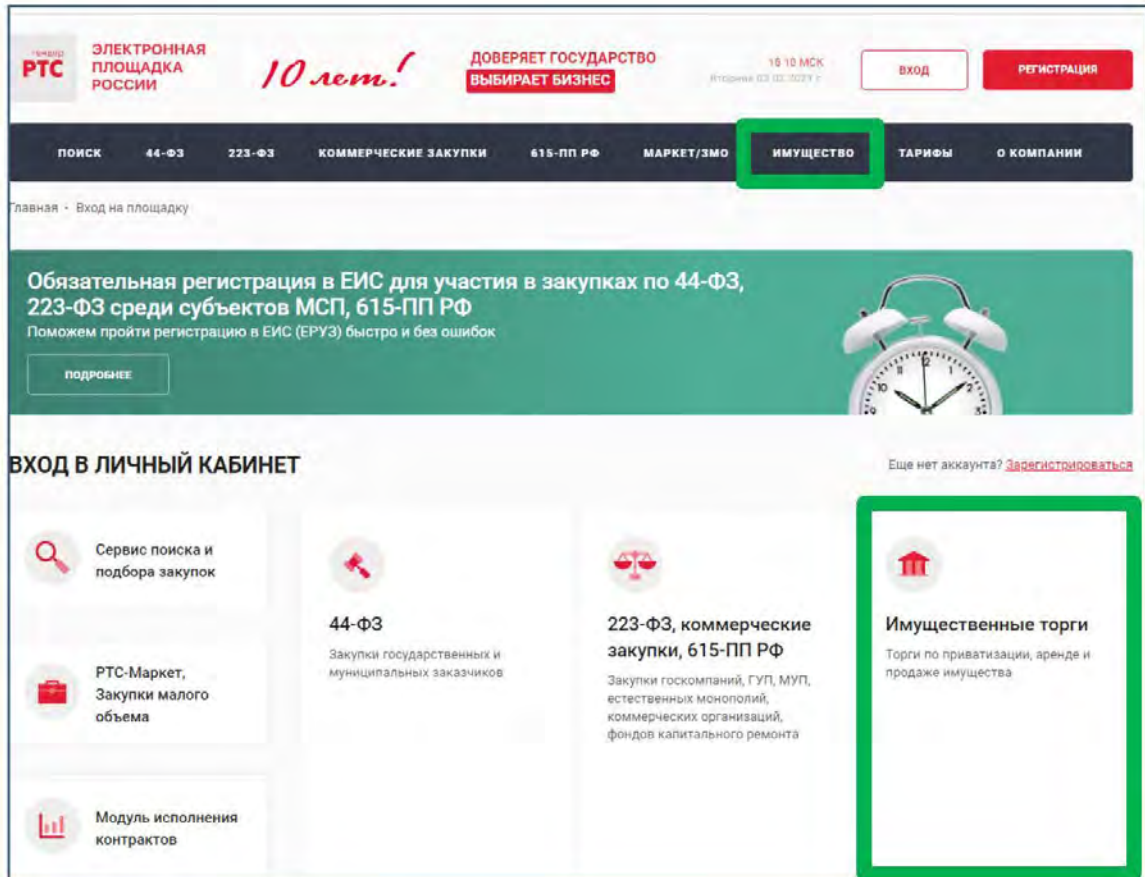 тендер
РТС
ЭЛЕКТРОННАЯ
ПЛОЩАДКА
РОССИИ
10 лет!
ДОВЕРЯЕТ ГОСУДАРСТВО
ВЫБИРАЕТ БИЗНЕС
МСК
ВХОД
РЕГИСТРАЦИЯ
ПОИСК 44-ФЗ 223-ФЗ КОММЕРЧЕСКИЕ ЗАКУПКИ 615-ПП РФ МАРКЕТ/ЗМО ИМУЩЕСТВО ТАРИФЫ О КОМПАНИИ
Главная • Вход на площадку
Обязательная регистрация в ЕИС для участия в закупках по 44-ФЗ,
223-ФЗ среди субъектов МСП, 615-ПП РФ
Поможем пройти регистрацию в ЕИС (ЕРУЗ) быстро и без ошибок
ПОДРОБНЕЕ
ВХОД В ЛИЧНЫЙ КАБИНЕТ
Еще нет аккаунта? Зарегистрироваться
Сервис поиска и
подбора закупок
РТС-Маркет,
Закупки малого
объема
Модуль исполнения
контрактов
44-ФЗ
Закупки государственных и
муниципальных заказчиков
223-ФЗ, коммерческие
закупки, 615-ПП РФ
Закупки госкомпаний, ГУП, МУП,
естественных монополий,
коммерческих организаций,
фондов капитального ремонта
Имущественные торги
Торги по приватизации, аренде и
продаже имущества